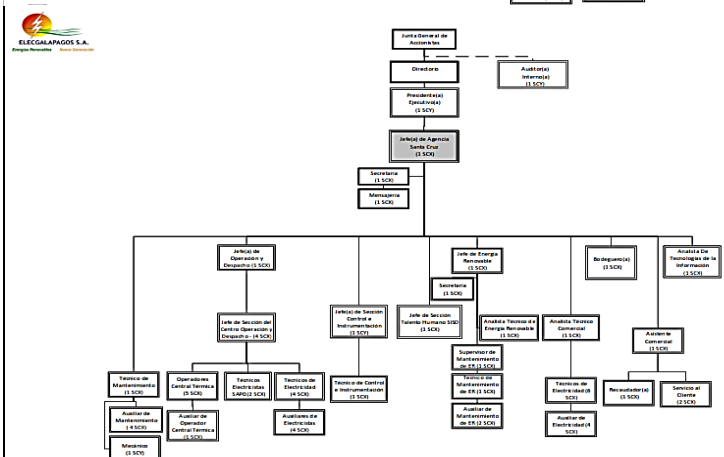 ELECGALAPAGOS S.A.
Energía Renovable Nueva Generación
Junta General de
Accionistas
Directorio
Auditor(a)
Interno(a)
(1 SCY)
Presidente(a)
Ejecutivo(a)
(1 SCY)
Jefe(a) de Agencia
Santa Cruz
(1 SCX)
Secretaria
(1 SCX)
Mensajería
(1 SCX)
Jefe(a) de
Operación y
Despacho (1 SCX)
Jefe de Energía
Renovable
(1 SCX)
Bodeguero(a)
(1 SCX)
Analista De
Tecnologías de la
Información
(1 SCX)
Secretaria
(1 SCX)
Jefe de Sección del
Centro Operación y
Despacho - (4 SCX)
Jefe(a) de Sección
Control e
Instrumentación
(1 SCY)
Jefe de Sección
Talento Humano SISO
(1 SCX)
Analista Técnico de
Energía Renovable
(1 SCX)
Analista Técnico
Comercial
(1 SCX)
Asistente
Comercial
(1 SCX)
Supervisor de
Mantenimiento
de ER (1 SCX)
Técnico de
Mantenimiento
(1 SCX)
Operadores
Central Térmica
(5 SCX)
Técnicos
Electricistas
SAPO (2 SCX)
Técnicos de
Electricidad
(4 SCX)
Técnico de Control
e Instrumentación
(1 SCX)
Técnico de
Mantenimiento
de ER (1 SCX)
Técnicos de
Electricidad (8
SCX)
Recaudador(a)
(1 SCX)
Servicio al
Cliente
(2 SCX)
Auxiliar de
Mantenimiento
(4 SCX)
Auxiliar de
Operador
Central Térmica
(1 SCX)
Auxiliares de
Electricistas
(4 SCX)
Auxiliar de
Mantenimiento
de ER (2 SCX)
Auxiliar de
Electricidad (4
SCX)
Mecánico
(1 SCY)